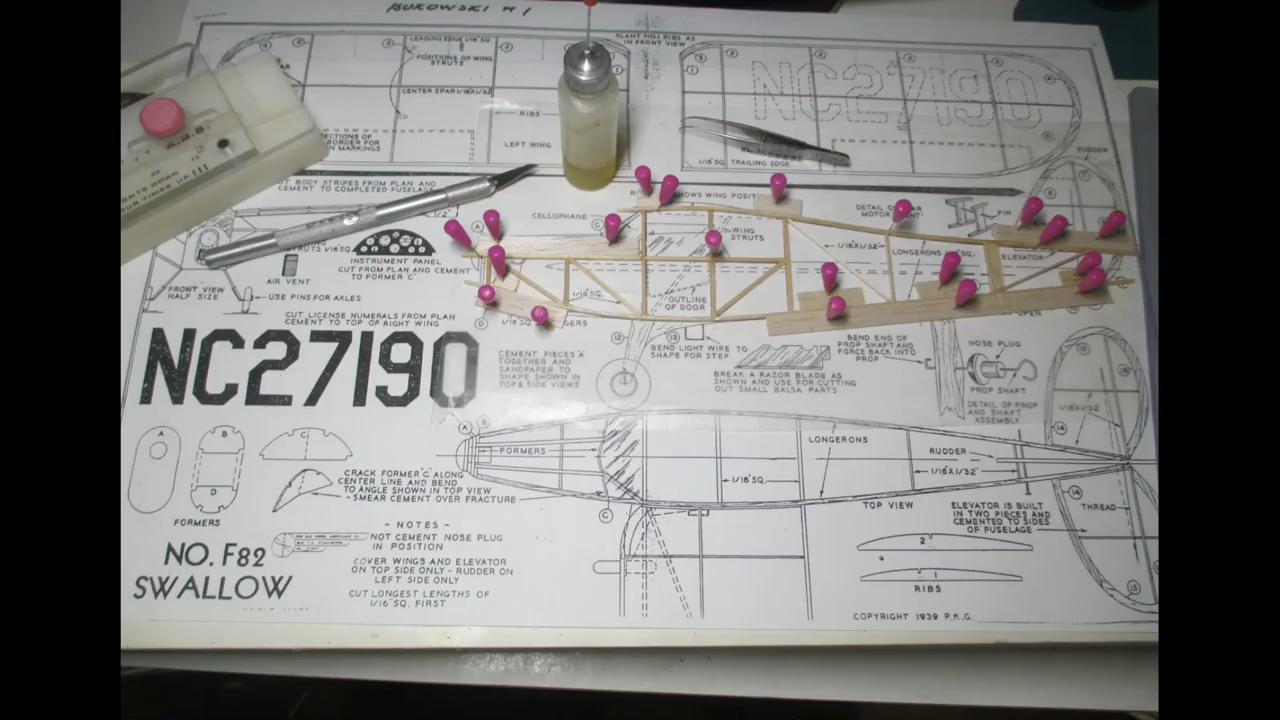 BUKOWSKI # 1
LEADING EDGE 1/16 SQ.
POSITIONS OF WING
STRUTS
CENTER SPAR 1/16X1/32
RIBS
LEFT WING
SLANT NO.1 RIBS AS
IN FRONT VIEW
NC27190
1/16 SQ. TRAILING EDGE
RUDDER
CUT BODY STRIPES FROM PLAN AND
CEMENT TO COMPLETED FUSELAGE
SHOWS WING
CELLOPHANE
WING
STRUTS
DETAIL
MOTOR
PIN
1/16X1/32
LONGERONS
ELEVATOR
1/16 SQ.
OUTLINE
OF DOOR
INSTRUMENT PANEL
CUT FROM PLAN AND CEMENT
TO FORMER "C"
AIR VENT
FRONT VIEW
HALF SIZE
USE PINS FOR AXLES
CUT LICENSE NUMERALS FROM PLAN
CEMENT TO TOP OF RIGHT WING
NC27190
CEMENT PIECES "A"
TOGETHER AND
SANDPAPER TO
SHAPE SHOWN IN
TOP & SIDE VIEWS
BEND LIGHT WIRE TO
SHAPE FOR STEP
BREAK A RAZOR BLADE AS
SHOWN AND USE FOR CUTTING
OUT SMALL BALSA PARTS
BEND END OF
PROP SHAFT AND
FORCE BACK INTO
PROP
NOSE PLUG
PROP SHAFT
DETAIL OF PROP
AND SHAFT
ASSEMBLY
1/16X1/32
A
B
C
D
FORMERS
CRACK FORMER "C" ALONG
CENTER LINE AND BEND
TO ANGLE SHOWN IN TOP VIEW
- SMEAR CEMENT OVER FRACTURE
FORMERS
LONGERONS
RUDDER
1/16 SQ.
1/16X1/32
TOP VIEW
ELEVATOR IS BUILT
IN TWO PIECES AND
CEMENTED TO SIDES
OF FUSELAGE
THREAD
- NOTES -
NOT CEMENT NOSE PLUG
IN POSITION
COVER WINGS AND ELEVATOR
ON TOP SIDE ONLY - RUDDER ON
LEFT SIDE ONLY
CUT LONGEST LENGTHS OF
1/16 SQ. FIRST
NO. F82
SWALLOW
2
1
RIBS
COPYRIGHT 1939 P.K.G.